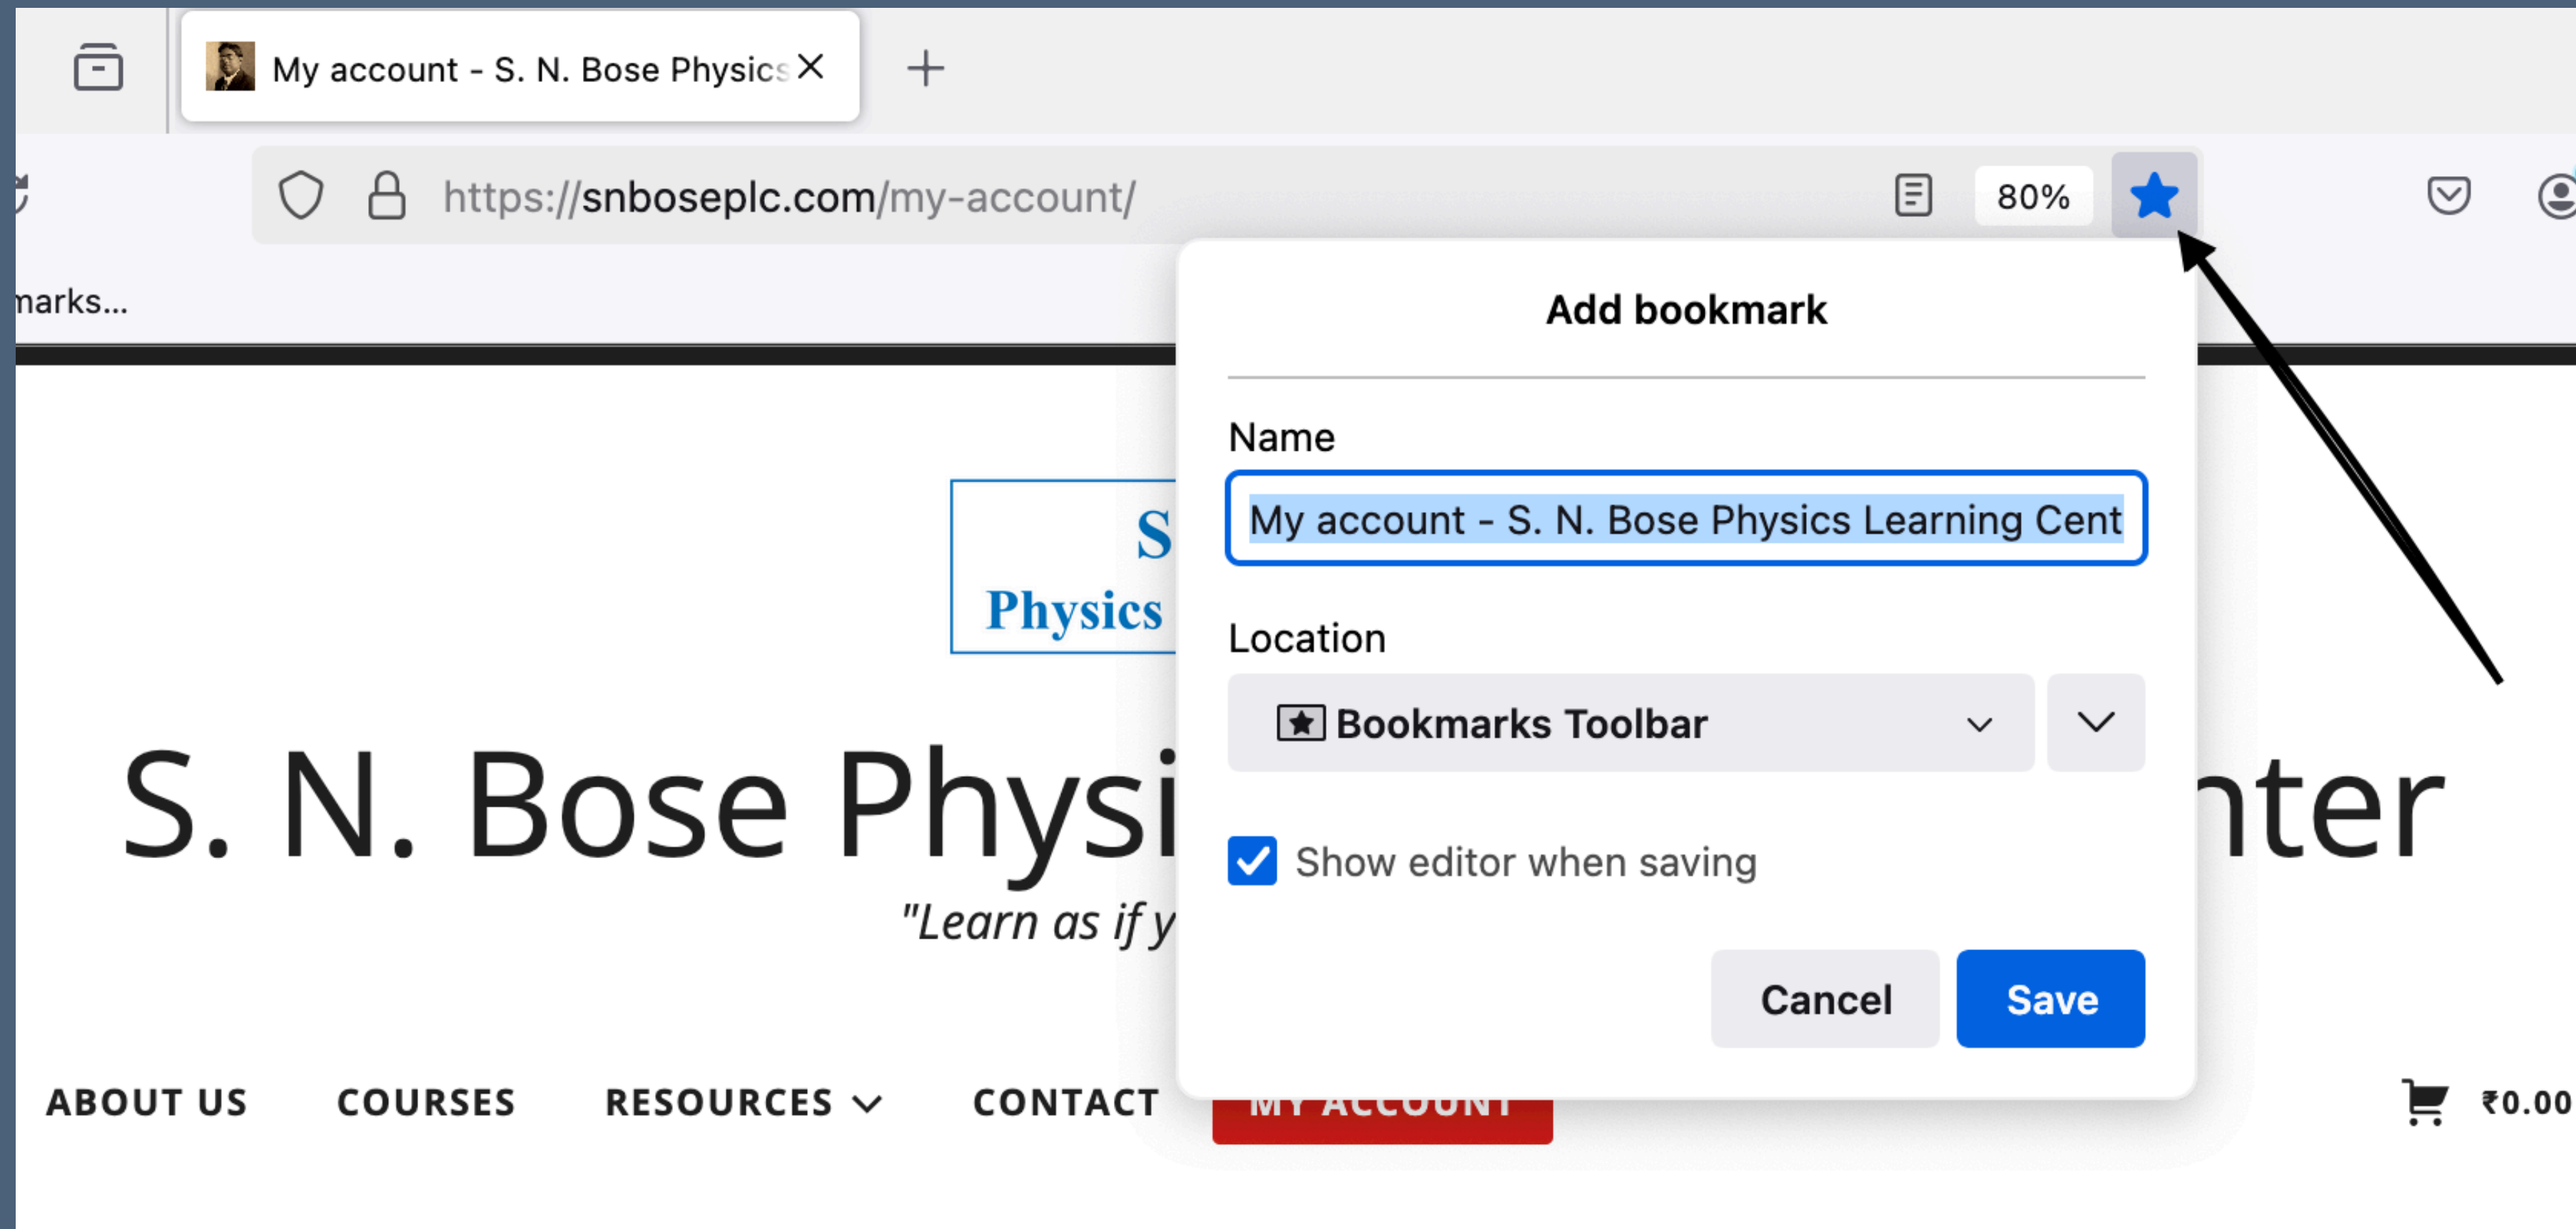 My account - S. N. Bose Physics
https://snboseplc.com/my-account/
80%
marks...
Add bookmark
Name
My account - S. N. Bose Physics Learning Cent
Location
Bookmarks Toolbar
Show editor when saving
Cancel
Save
S
Physics
S. N. Bose Physi nter
"Learn as if y
ABOUT US
COURSES
RESOURCES
CONTACT
MY ACCOUNT
₹0.00